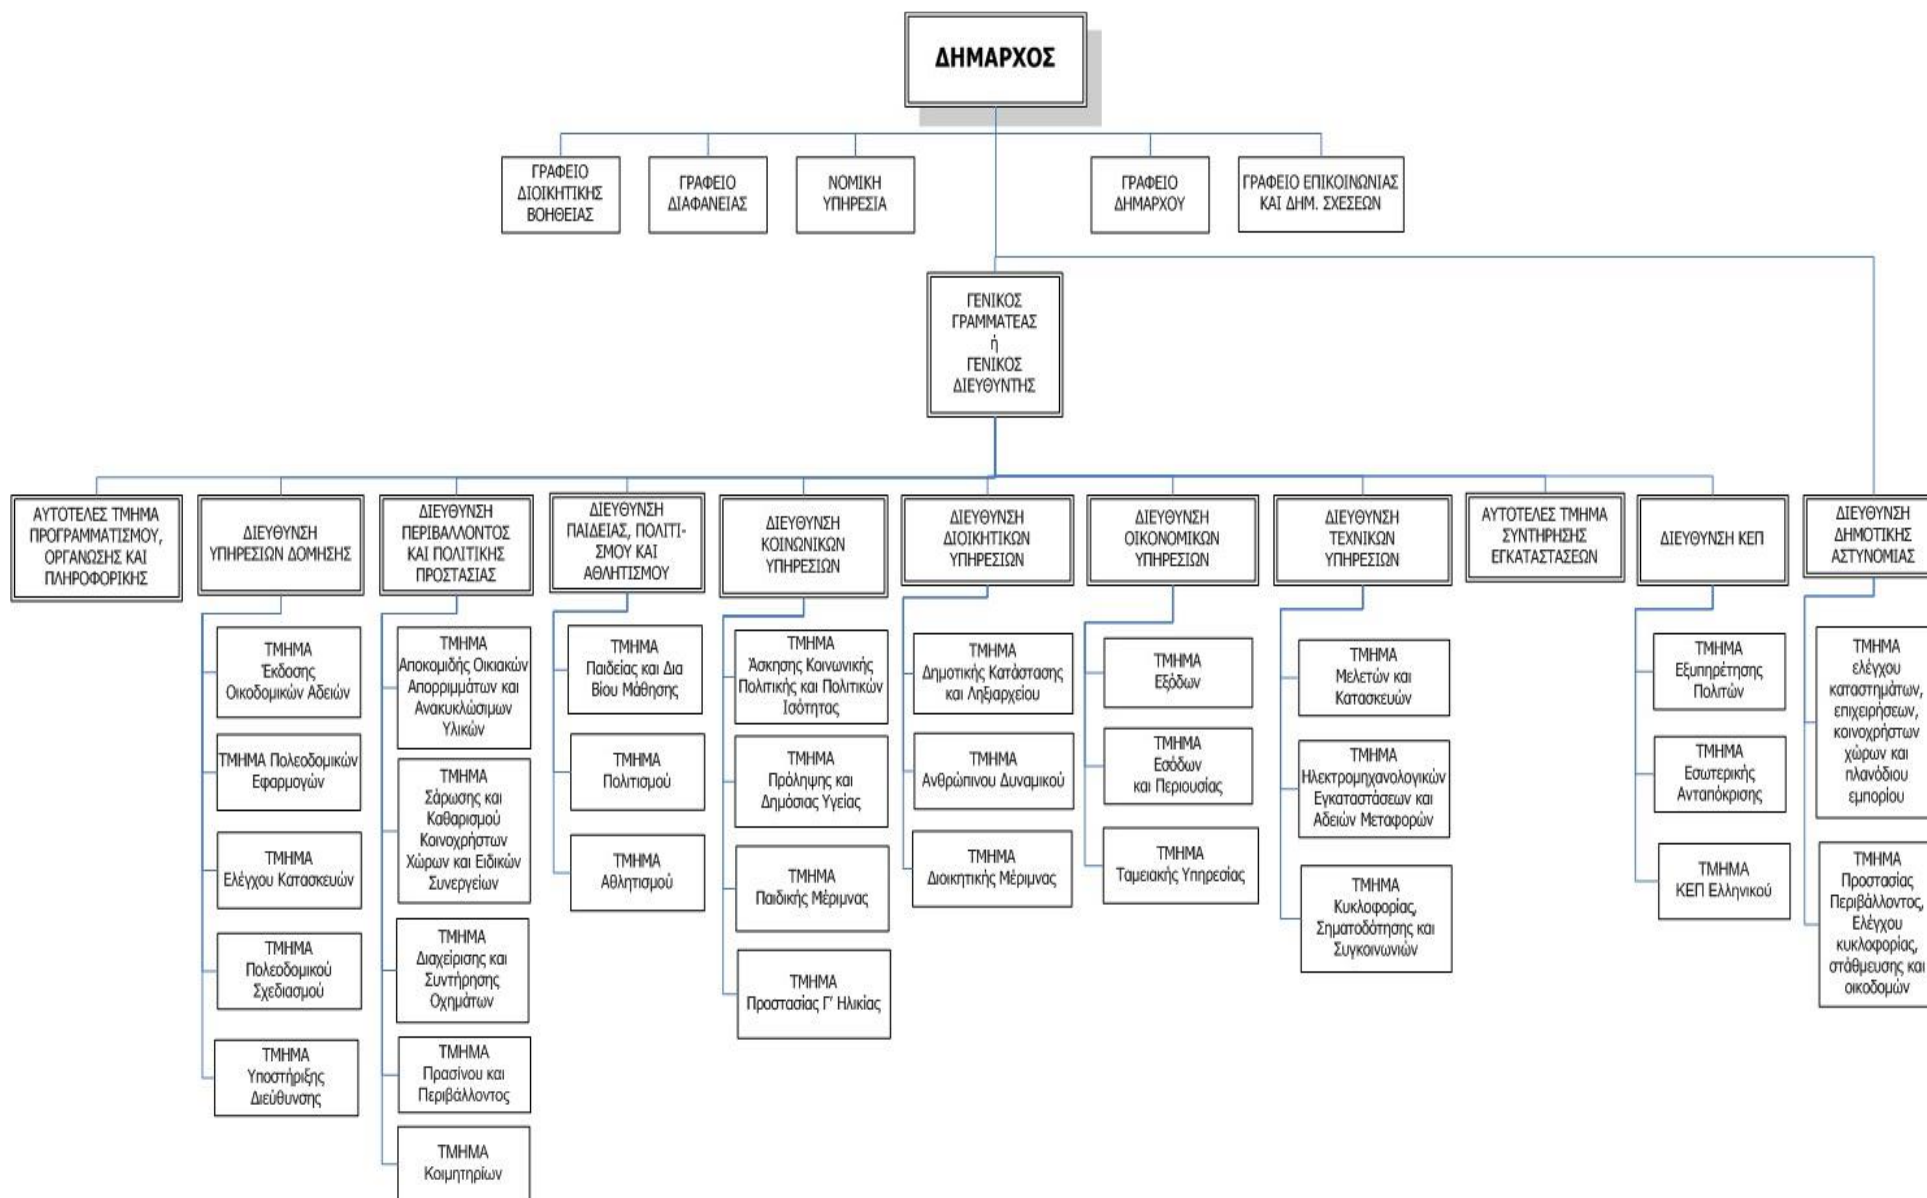 ΔΗΜΑΡΧΟΣ
ΓΡΑΦΕΙΟ
ΔΙΟΙΚΗΤΙΚΗΣ
ΒΟΗΘΕΙΑΣ
ΓΡΑΦΕΙΟ
ΔΙΑΦΑΝΕΙΑΣ
ΝΟΜΙΚΗ
ΥΠΗΡΕΣΙΑ
ΓΡΑΦΕΙΟ
ΔΗΜΑΡΧΟΥ
ΓΡΑΦΕΙΟ ΕΠΙΚΟΙΝΩΝΙΑΣ
ΚΑΙ ΔΗΜ. ΣΧΕΣΕΩΝ
ΓΕΝΙΚΟΣ
ΓΡΑΜΜΑΤΕΑΣ
ή
ΓΕΝΙΚΟΣ
ΔΙΕΥΘΥΝΤΗΣ
ΑΥΤΟΤΕΛΕΣ ΤΜΗΜΑ
ΠΡΟΓΡΑΜΜΑΤΙΣΜΟΥ,
ΟΡΓΑΝΩΣΗΣ ΚΑΙ
ΠΛΗΡΟΦΟΡΙΚΗΣ
ΔΙΕΥΘΥΝΣΗ
ΥΠΗΡΕΣΙΩΝ ΔΟΜΗΣΗΣ
ΔΙΕΥΘΥΝΣΗ
ΠΕΡΙΒΑΛΛΟΝΤΟΣ
ΚΑΙ ΠΟΛΙΤΙΚΗΣ
ΠΡΟΣΤΑΣΙΑΣ
ΔΙΕΥΘΥΝΣΗ
ΠΑΙΔΕΙΑΣ, ΠΟΛΙΤΙ-
ΣΜΟΥ ΚΑΙ
ΑΘΛΗΤΙΣΜΟΥ
ΔΙΕΥΘΥΝΣΗ
ΚΟΙΝΩΝΙΚΩΝ
ΥΠΗΡΕΣΙΩΝ
ΔΙΕΥΘΥΝΣΗ
ΔΙΟΙΚΗΤΙΚΩΝ
ΥΠΗΡΕΣΙΩΝ
ΔΙΕΥΘΥΝΣΗ
ΟΙΚΟΝΟΜΙΚΩΝ
ΥΠΗΡΕΣΙΩΝ
ΔΙΕΥΘΥΝΣΗ
ΤΕΧΝΙΚΩΝ
ΥΠΗΡΕΣΙΩΝ
ΑΥΤΟΤΕΛΕΣ ΤΜΗΜΑ
ΣΥΝΤΗΡΗΣΗΣ
ΕΓΚΑΤΑΣΤΑΣΕΩΝ
ΔΙΕΥΘΥΝΣΗ ΚΕΠ
ΔΙΕΥΘΥΝΣΗ
ΔΗΜΟΤΙΚΗΣ
ΑΣΤΥΝΟΜΙΑΣ
ΤΜΗΜΑ
Έκδοσης
Οικοδομικών Αδειών
ΤΜΗΜΑ Πολεοδομικών
Εφαρμογών
ΤΜΗΜΑ
Ελέγχου Κατασκευών
ΤΜΗΜΑ
Πολεοδομικού
Σχεδιασμού
ΤΜΗΜΑ
Υποστήριξης
Διεύθυνσης
ΤΜΗΜΑ
Αποκομιδής Οικιακών
Απορριμμάτων και
Ανακυκλώσιμων
Υλικών
ΤΜΗΜΑ
Σάρωσης και
Καθαρισμού
Κοινοχρήστων
Χώρων και Ειδικών
Συνεργείων
ΤΜΗΜΑ
Διαχείρισης και
Συντήρησης
Οχημάτων
ΤΜΗΜΑ
Πρασίνου και
Περιβάλλοντος
ΤΜΗΜΑ
Κοιμητηρίων
ΤΜΗΜΑ
Παιδείας και Δια
Βίου Μάθησης
ΤΜΗΜΑ
Πολιτισμού
ΤΜΗΜΑ
Αθλητισμού
ΤΜΗΜΑ
Άσκησης Κοινωνικής
Πολιτικής και Πολιτικών
Ισότητας
ΤΜΗΜΑ
Πρόληψης και
Δημόσιας Υγείας
ΤΜΗΜΑ
Παιδικής Μέριμνας
ΤΜΗΜΑ
Προστασίας Γ' Ηλικίας
ΤΜΗΜΑ
Δημοτικής Κατάστασης
και Ληξιαρχείου
ΤΜΗΜΑ
Ανθρώπινου Δυναμικού
ΤΜΗΜΑ
Διοικητικής Μέριμνας
ΤΜΗΜΑ
Εξόδων
ΤΜΗΜΑ
Εσόδων
και Περιουσίας
ΤΜΗΜΑ
Ταμειακής Υπηρεσίας
ΤΜΗΜΑ
Μελετών και
Κατασκευών
ΤΜΗΜΑ
Ηλεκτρομηχανολογικών
Εγκαταστάσεων και
Αδειών Μεταφορών
ΤΜΗΜΑ
Κυκλοφορίας,
Σηματοδότησης και
Συγκοινωνιών
ΤΜΗΜΑ
Εξυπηρέτησης
Πολιτών
ΤΜΗΜΑ
Εσωτερικής
Ανταπόκρισης
ΤΜΗΜΑ
ΚΕΠ Ελληνικού
ΤΜΗΜΑ
ελέγχου
καταστημάτων,
επιχειρήσεων,
κοινοχρήστων
χώρων και
πλανόδιου
εμπορίου
ΤΜΗΜΑ
Προστασίας
Περιβάλλοντος,
Ελέγχου
κυκλοφορίας,
στάθμευσης και
οικοδομών